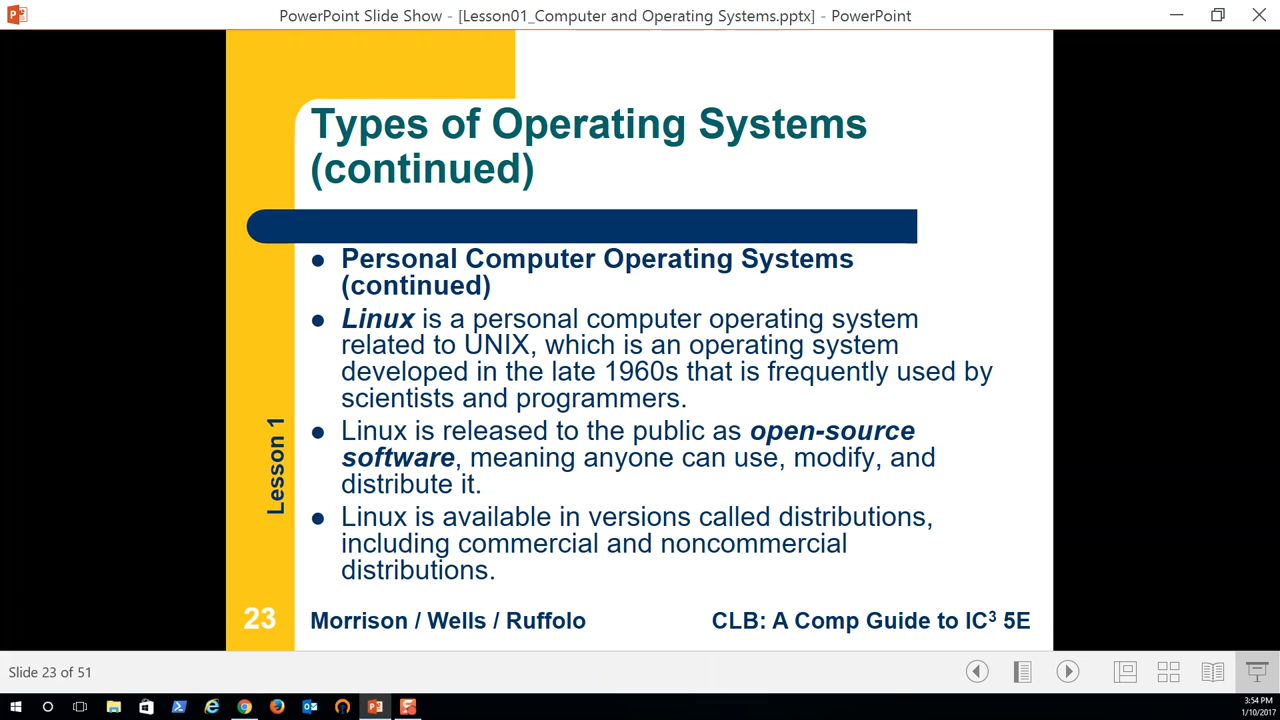 PowerPoint Slide Show - [Lesson01_Computer and Operating Systems.pptx] - PowerPoint
Types of Operating Systems
(continued)
● Personal Computer Operating Systems
(continued)
● Linux is a personal computer operating system
related to UNIX, which is an operating system
developed in the late 1960s that is frequently used by
scientists and programmers.
● Linux is released to the public as open-source
software, meaning anyone can use, modify, and
distribute it.
● Linux is available in versions called distributions,
including commercial and noncommercial
distributions.
Lesson 1
23
Morrison / Wells / Ruffolo
CLB: A Comp Guide to IC³ 5E
Slide 23 of 51
3:54 PM
1/10/2017